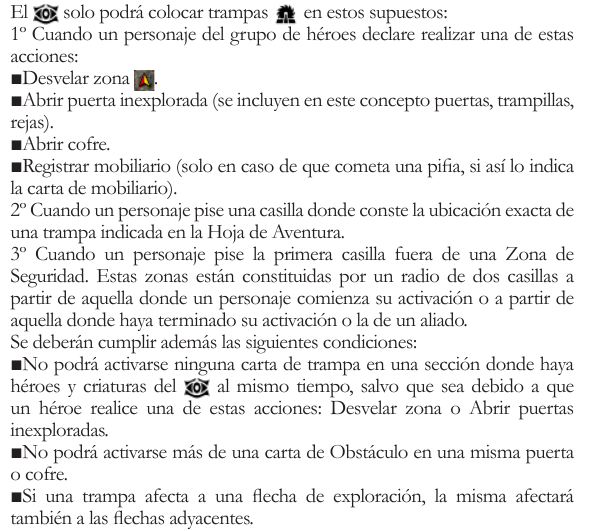 El solo podrá colocar trampas en estos supuestos:
1º Cuando un personaje del grupo de héroes declare realizar una de estas
acciones:
■Desvelar zona .
■Abrir puerta inexplorada (se incluyen en este concepto puertas, trampillas,
rejas).
■Abrir cofre.
■Registrar mobiliario (solo en caso de que cometa una pifia, si así lo indica
la carta de mobiliario).
2º Cuando un personaje pise una casilla donde conste la ubicación exacta de
una trampa indicada en la Hoja de Aventura.
3º Cuando un personaje pise la primera casilla fuera de una Zona de
Seguridad. Estas zonas están constituidas por un radio de dos casillas a
partir de aquella donde un personaje comienza su activación o a partir de
aquella donde haya terminado su activación o la de un aliado.
Se deberán cumplir además las siguientes condiciones:
■No podrá activarse ninguna carta de trampa en una sección donde haya
héroes y criaturas del al mismo tiempo, salvo que sea debido a que
un héroe realice una de estas acciones: Desvelar zona o Abrir puertas
inexploradas.
■No podrá activarse más de una carta de Obstáculo en una misma puerta
o cofre.
■Si una trampa afecta a una flecha de exploración, la misma afectará
también a las flechas adyacentes.